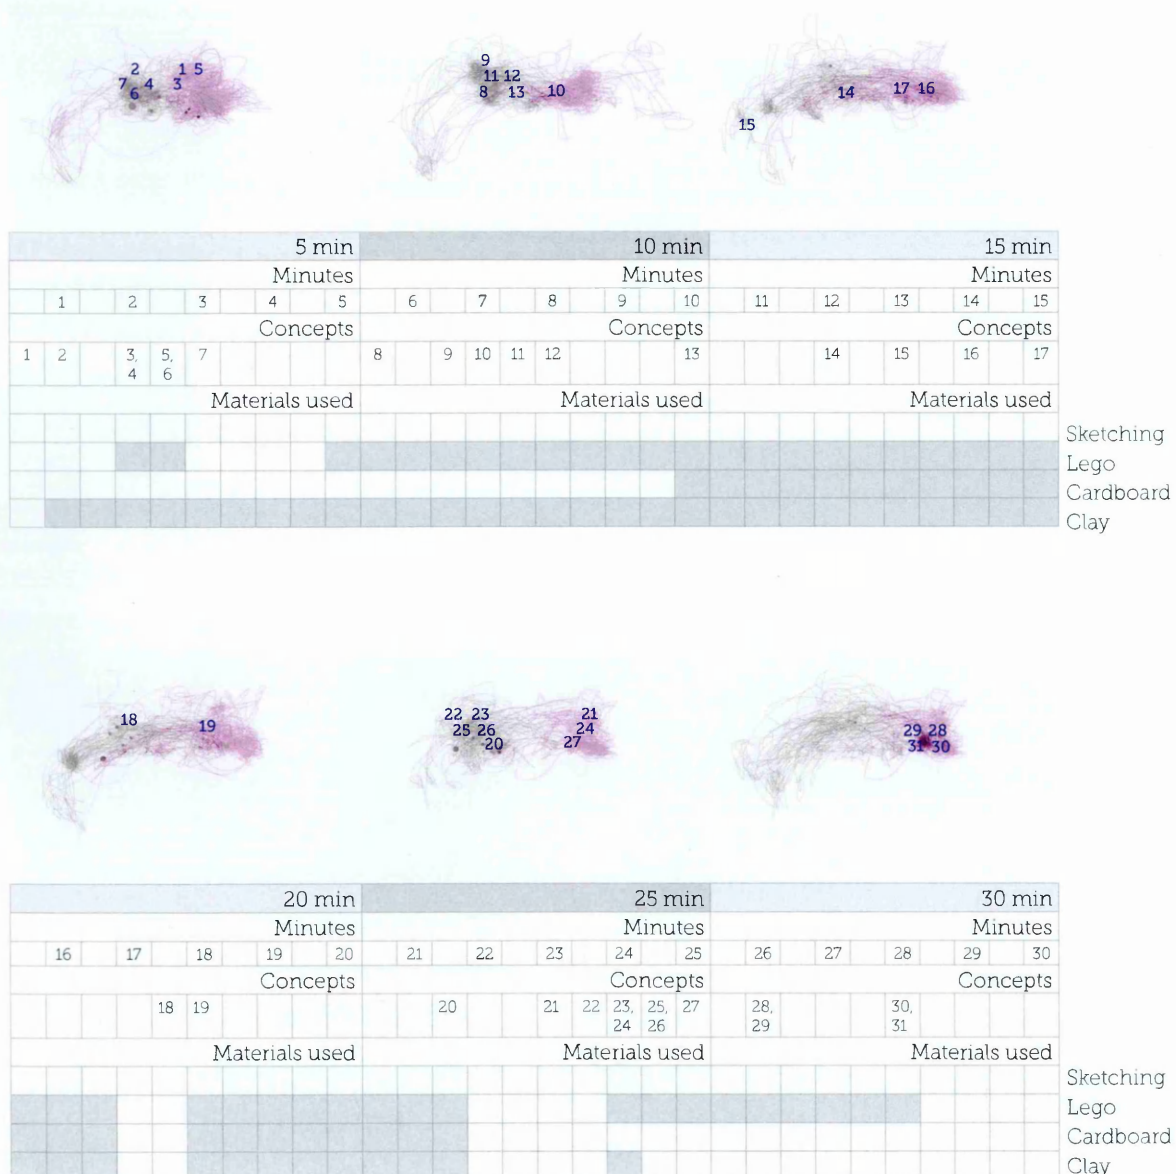 2 1 5
7 4 3
6
9
11 12
8 13 10
14 17 16
15
5 min 10 min 15 min
Minutes Minutes Minutes
1 2 3 4 5 6 7 8 9 10 11 12 13 14 15
Concepts Concepts Concepts
1 2 3, 5, 7 8 9 10 11 12 13 14 15 16 17
4 6
Materials used Materials used Materials used
Sketching
Lego
Cardboard
Clay
18 19
22 23 21
25 26 24
20 27
29 28
31 30
20 min 25 min 30 min
Minutes Minutes Minutes
16 17 18 19 20 21 22 23 24 25 26 27 28 29 30
Concepts Concepts Concepts
18 19 20 21 22 23, 25, 27 28, 30,
24 26 29 31
Materials used Materials used Materials used
Sketching
Lego
Cardboard
Clay